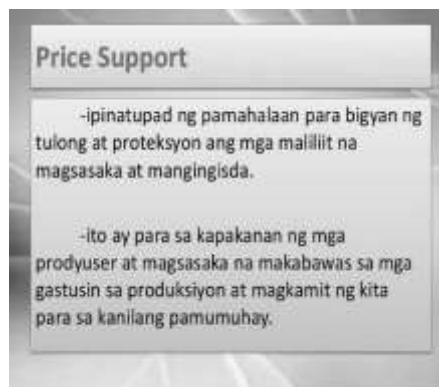 Price Support
-ipinatupad ng pamahalaan para bigyan ng
tulong at proteksyon ang mga maliliit na
magsasaka at mangingisda.
-ito ay para sa kapakanan ng mga
prodyuser at magsasaka na makabawas sa mga
gastusin sa produksiyon at magkamit ng kita
para sa kanilang pamumuhay.